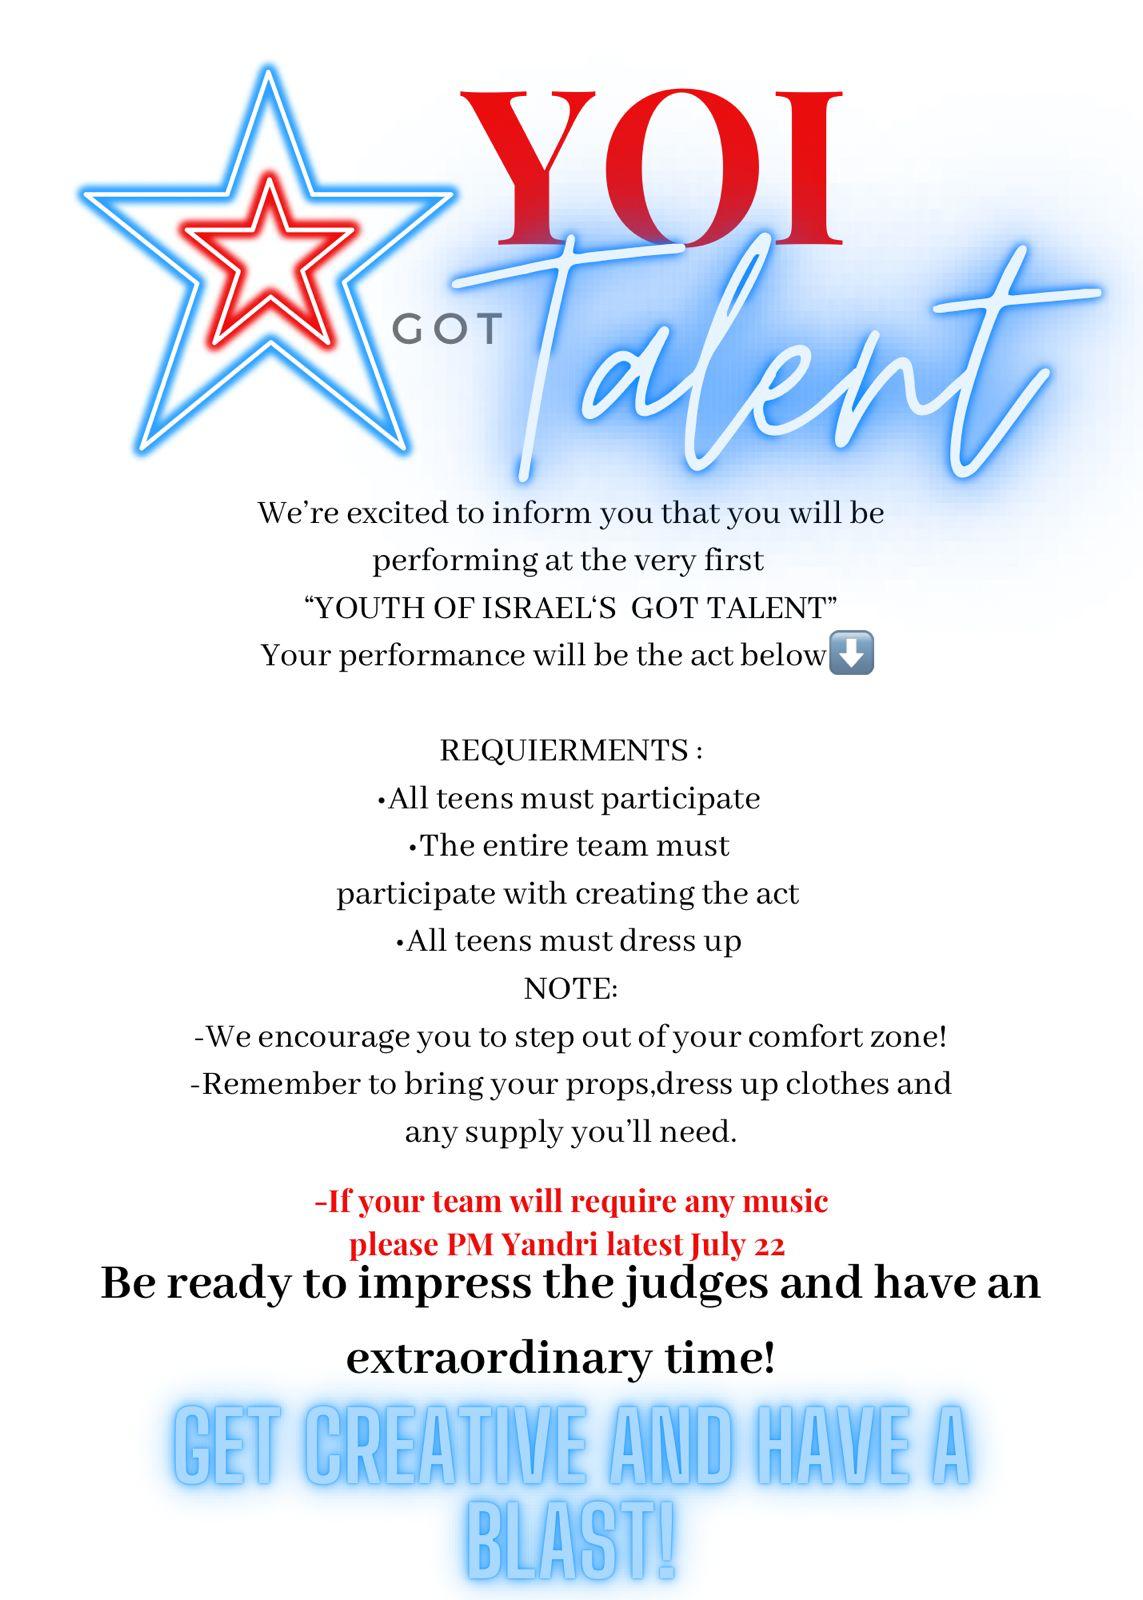 YOI
GOT
Talent
We’re excited to inform you that you will be
performing at the very first
“YOUTH OF ISRAEL‘S  GOT TALENT”
Your performance will be the act below⬇️
REQUIERMENTS :
•All teens must participate
•The entire team must
participate with creating the act
•All teens must dress up
NOTE:
-We encourage you to step out of your comfort zone!
-Remember to bring your props,dress up clothes and
any supply you’ll need.
-If your team will require any music
please PM Yandri latest July 22
Be ready to impress the judges and have an
extraordinary time!
GET CREATIVE AND HAVE A
BLAST!